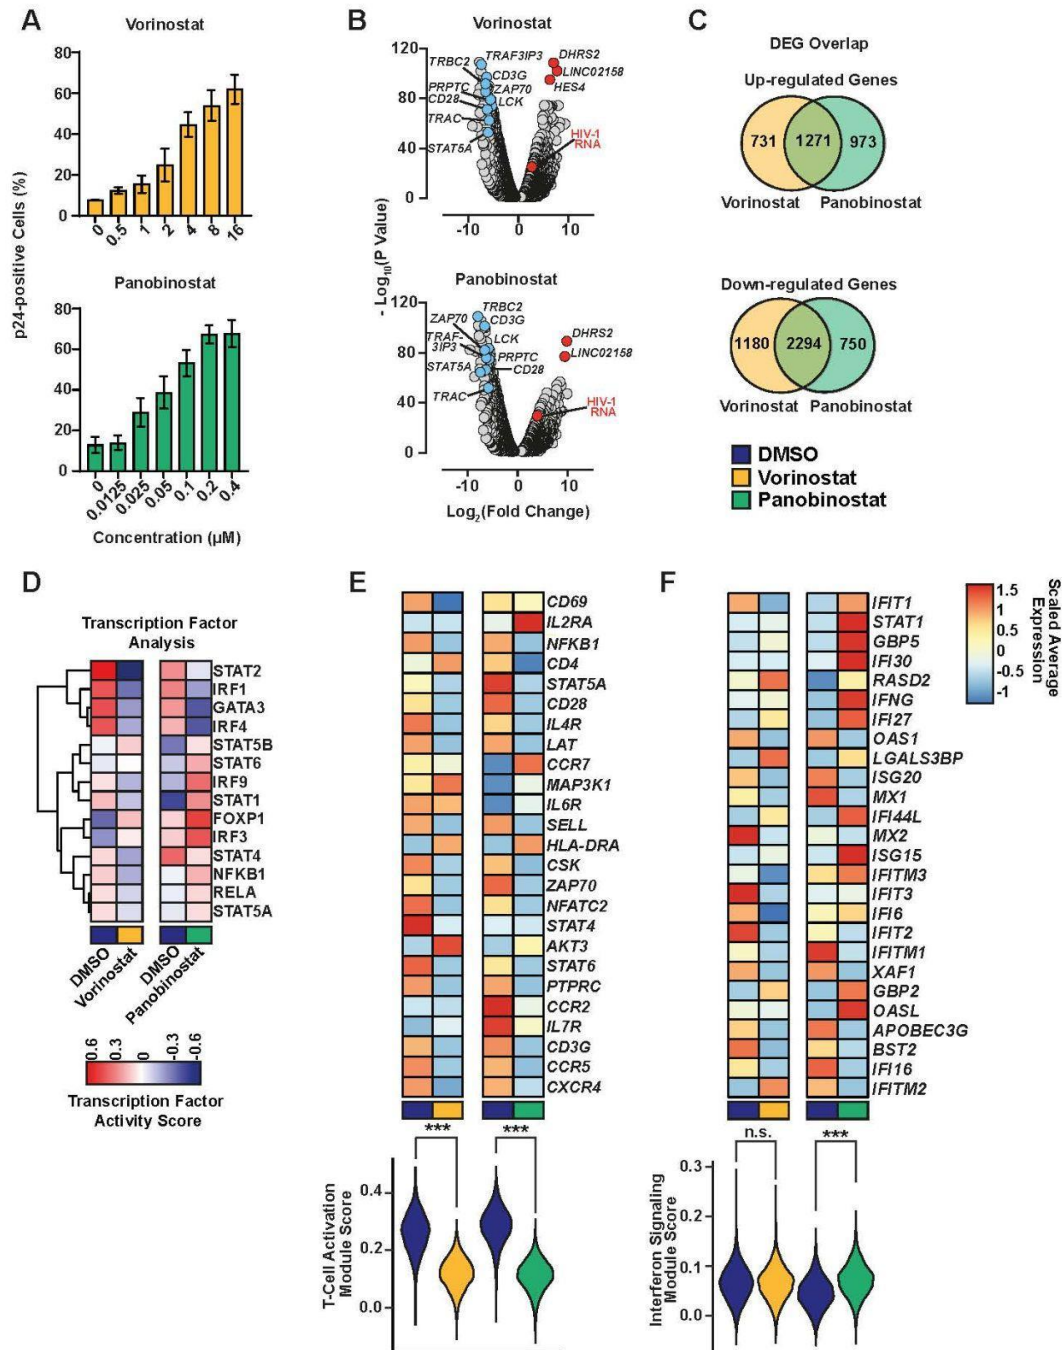 A
B
C
Vorinostat
80
60
40
20
0
0
0.5
1
2
4
8
16
p24-positive Cells (%)
Panobinostat
80
60
40
20
0
0
0.0125
0.025
0.05
0.1
0.2
0.4
Concentration (µM)
Vorinostat
120
80
40
0
TRAF3IP3
TRBC2
CD3G
PRPTC
ZAP70
CD28
LCK
TRAC
STAT5A
DHRS2
LINC02158
HES4
HIV-1
RNA
-10
0
10
- Log10(P Value)
Panobinostat
120
80
40
0
TRBC2
ZAP70
CD3G
TRAF-
3IP3
LCK
PRPTC
STAT5A
CD28
TRAC
DHRS2
LINC02158
HIV-1
RNA
-10
0
10
Log2(Fold Change)
DEG Overlap
Up-regulated Genes
731
1271
973
Vorinostat
Panobinostat
Down-regulated Genes
1180
2294
750
Vorinostat
Panobinostat
DMSO
Vorinostat
Panobinostat
D
Transcription Factor
Analysis
STAT2
IRF1
GATA3
IRF4
STAT5B
STAT6
IRF9
STAT1
FOXP1
IRF3
STAT4
NFKB1
RELA
STAT5A
DMSO
Vorinostat
DMSO
Panobinostat
0.6
0.3
0
-0.3
-0.6
Transcription Factor
Activity Score
E
CD69
IL2RA
NFKB1
CD4
STAT5A
CD28
IL4R
LAT
CCR7
MAP3K1
IL6R
SELL
HLA-DRA
CSK
ZAP70
NFATC2
STAT4
AKT3
STAT6
PTPRC
CCR2
IL7R
CD3G
CCR5
CXCR4
***
***
0.4
0.2
0.0
T-Cell Activation
Module Score
F
IFIT1
STAT1
GBP5
IFI30
RASD2
IFNG
IFI27
OAS1
LGALS3BP
ISG20
MX1
IFI44L
MX2
ISG15
IFITM3
IFIT3
IFI6
IFIT2
IFITM1
XAF1
GBP2
OASL
APOBEC3G
BST2
IFI16
IFITM2
1.5
1
0.5
0
-0.5
-1
Scaled Average
Expression
n.s.
***
0.3
0.2
0.1
0.0
Interferon Signaling
Module Score